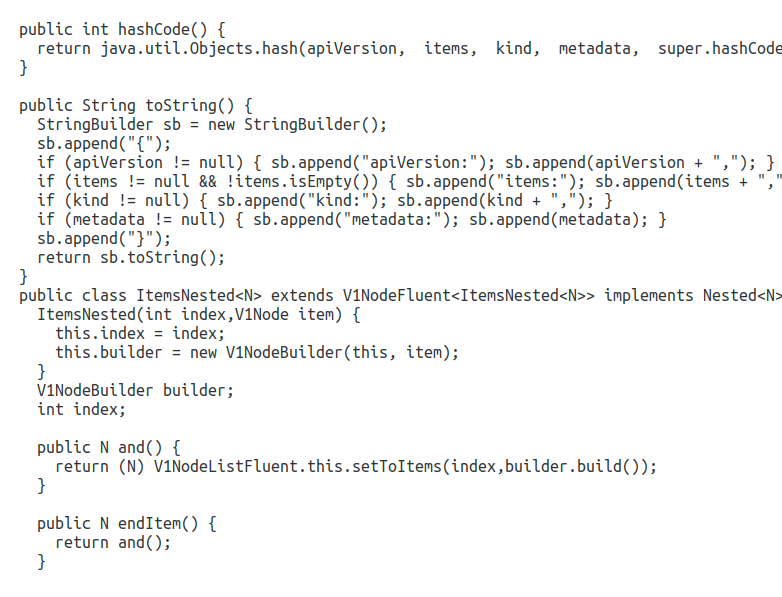 public int hashCode() {
  return java.util.Objects.hash(apiVersion,  items,  kind,  metadata,  super.hashCode
}

public String toString() {
  StringBuilder sb = new StringBuilder();
  sb.append("{");
  if (apiVersion != null) { sb.append("apiVersion:"); sb.append(apiVersion + ","); }
  if (items != null && !items.isEmpty()) { sb.append("items:"); sb.append(items + ","
  if (kind != null) { sb.append("kind:"); sb.append(kind + ","); }
  if (metadata != null) { sb.append("metadata:"); sb.append(metadata); }
  sb.append("}");
  return sb.toString();
}
public class ItemsNested<N> extends V1NodeFluent<ItemsNested<N>> implements Nested<N>
  ItemsNested(int index,V1Node item) {
    this.index = index;
    this.builder = new V1NodeBuilder(this, item);
  }
  V1NodeBuilder builder;
  int index;

  public N and() {
    return (N) V1NodeListFluent.this.setToItems(index,builder.build());
  }

  public N endItem() {
    return and();
  }